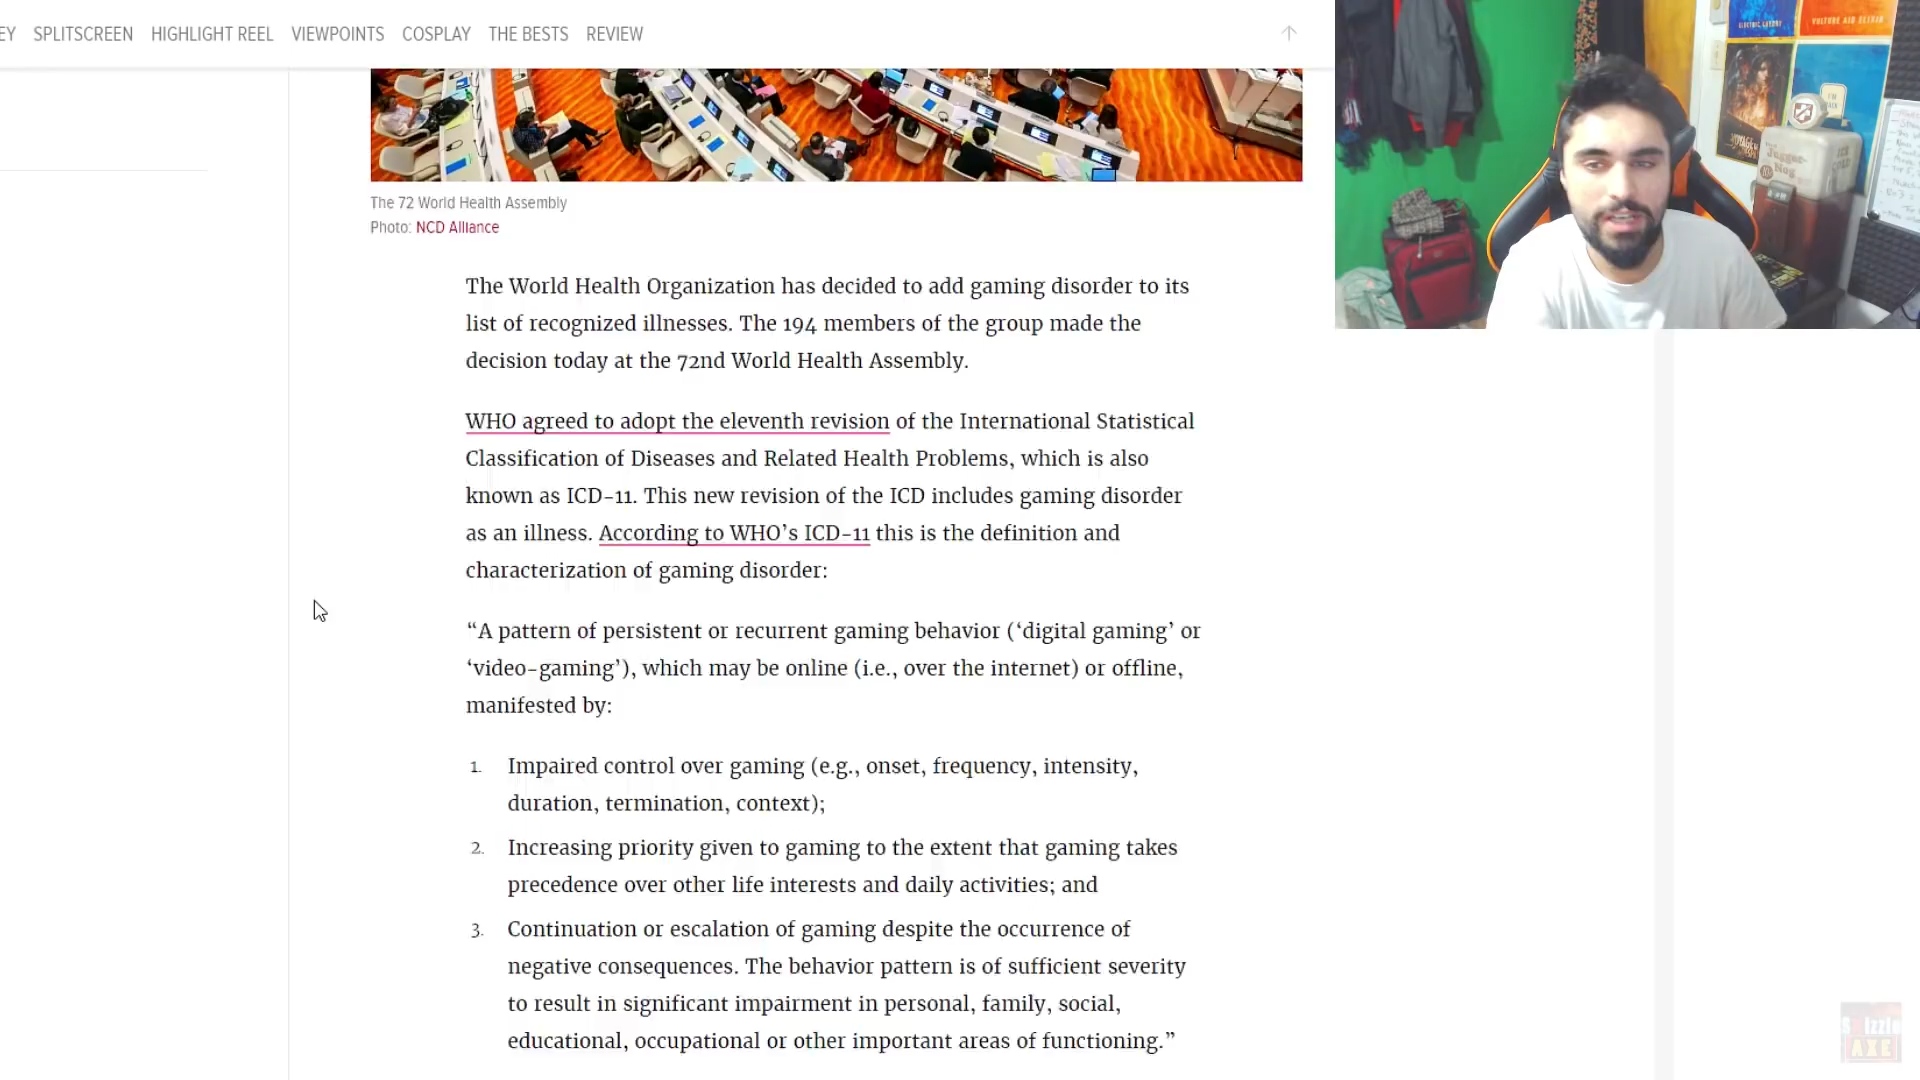 EY SPLITSCREEN HIGHLIGHT REEL VIEWPOINTS COSPLAY THE BESTS REVIEW
ELECTRIC CHERRY
VULTURE AID ELIXIR
The 72 World Health Assembly
Photo: NCD Alliance
The World Health Organization has decided to add gaming disorder to its
list of recognized illnesses. The 194 members of the group made the
decision today at the 72nd World Health Assembly.
WHO agreed to adopt the eleventh revision of the International Statistical
Classification of Diseases and Related Health Problems, which is also
known as ICD-11. This new revision of the ICD includes gaming disorder
as an illness. According to WHO’s ICD-11 this is the definition and
characterization of gaming disorder:
“A pattern of persistent or recurrent gaming behavior (‘digital gaming’ or
‘video-gaming’), which may be online (i.e., over the internet) or offline,
manifested by:
1. Impaired control over gaming (e.g., onset, frequency, intensity,
duration, termination, context);
2. Increasing priority given to gaming to the extent that gaming takes
precedence over other life interests and daily activities; and
3. Continuation or escalation of gaming despite the occurrence of
negative consequences. The behavior pattern is of sufficient severity
to result in significant impairment in personal, family, social,
educational, occupational or other important areas of functioning.”
AXE